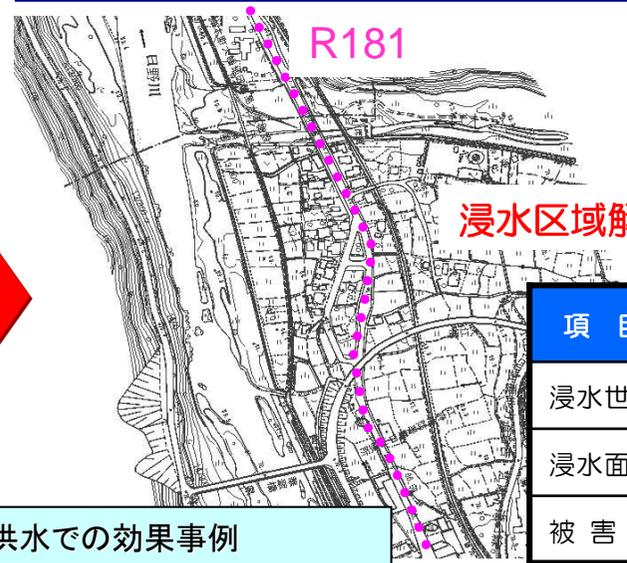 R181
日野川
浸水区域解
項 目
浸水世
浸水面
被 害
洪水での効果事例